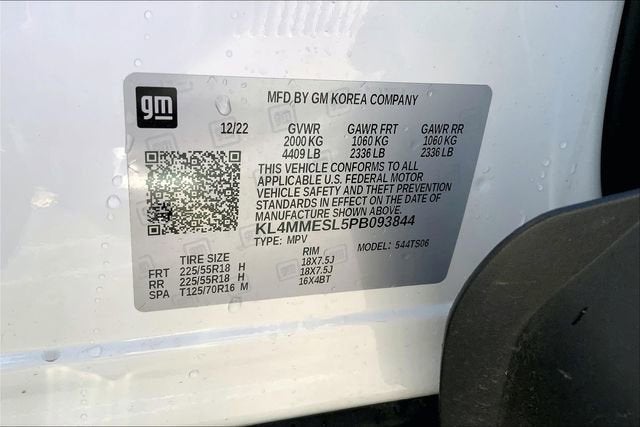 gm
MFD BY GM KOREA COMPANY
12/22 GVWR GAWR FRT GAWR RR
2000 KG 1060 KG 1060 KG
4409 LB 2336 LB 2336 LB
THIS VEHICLE CONFORMS TO ALL
APPLICABLE U.S. FEDERAL MOTOR
VEHICLE SAFETY AND THEFT PREVENTION
STANDARDS IN EFFECT ON THE DATE OF
MANUFACTURE SHOWN ABOVE.
KL4MMESL5PB093844
TYPE: MPV MODEL: 544TS06
TIRE SIZE RIM
FRT 225/55R18 H 18X7.5J
RR 225/55R18 H 18X7.5J
SPA T125/70R16 M 16X4BT